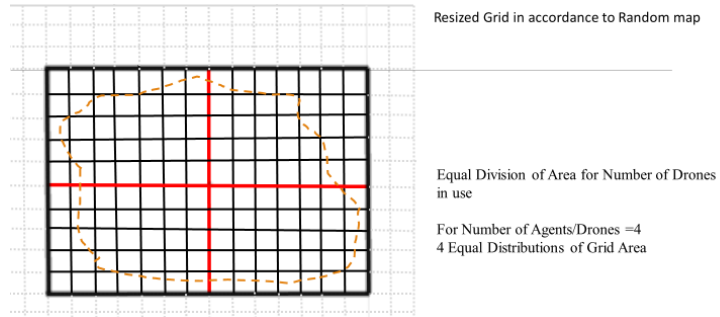 Resized Grid in accordance to Random map
Equal Division of Area for Number of Drones
in use
For Number of Agents/Drones =4
4 Equal Distributions of Grid Area